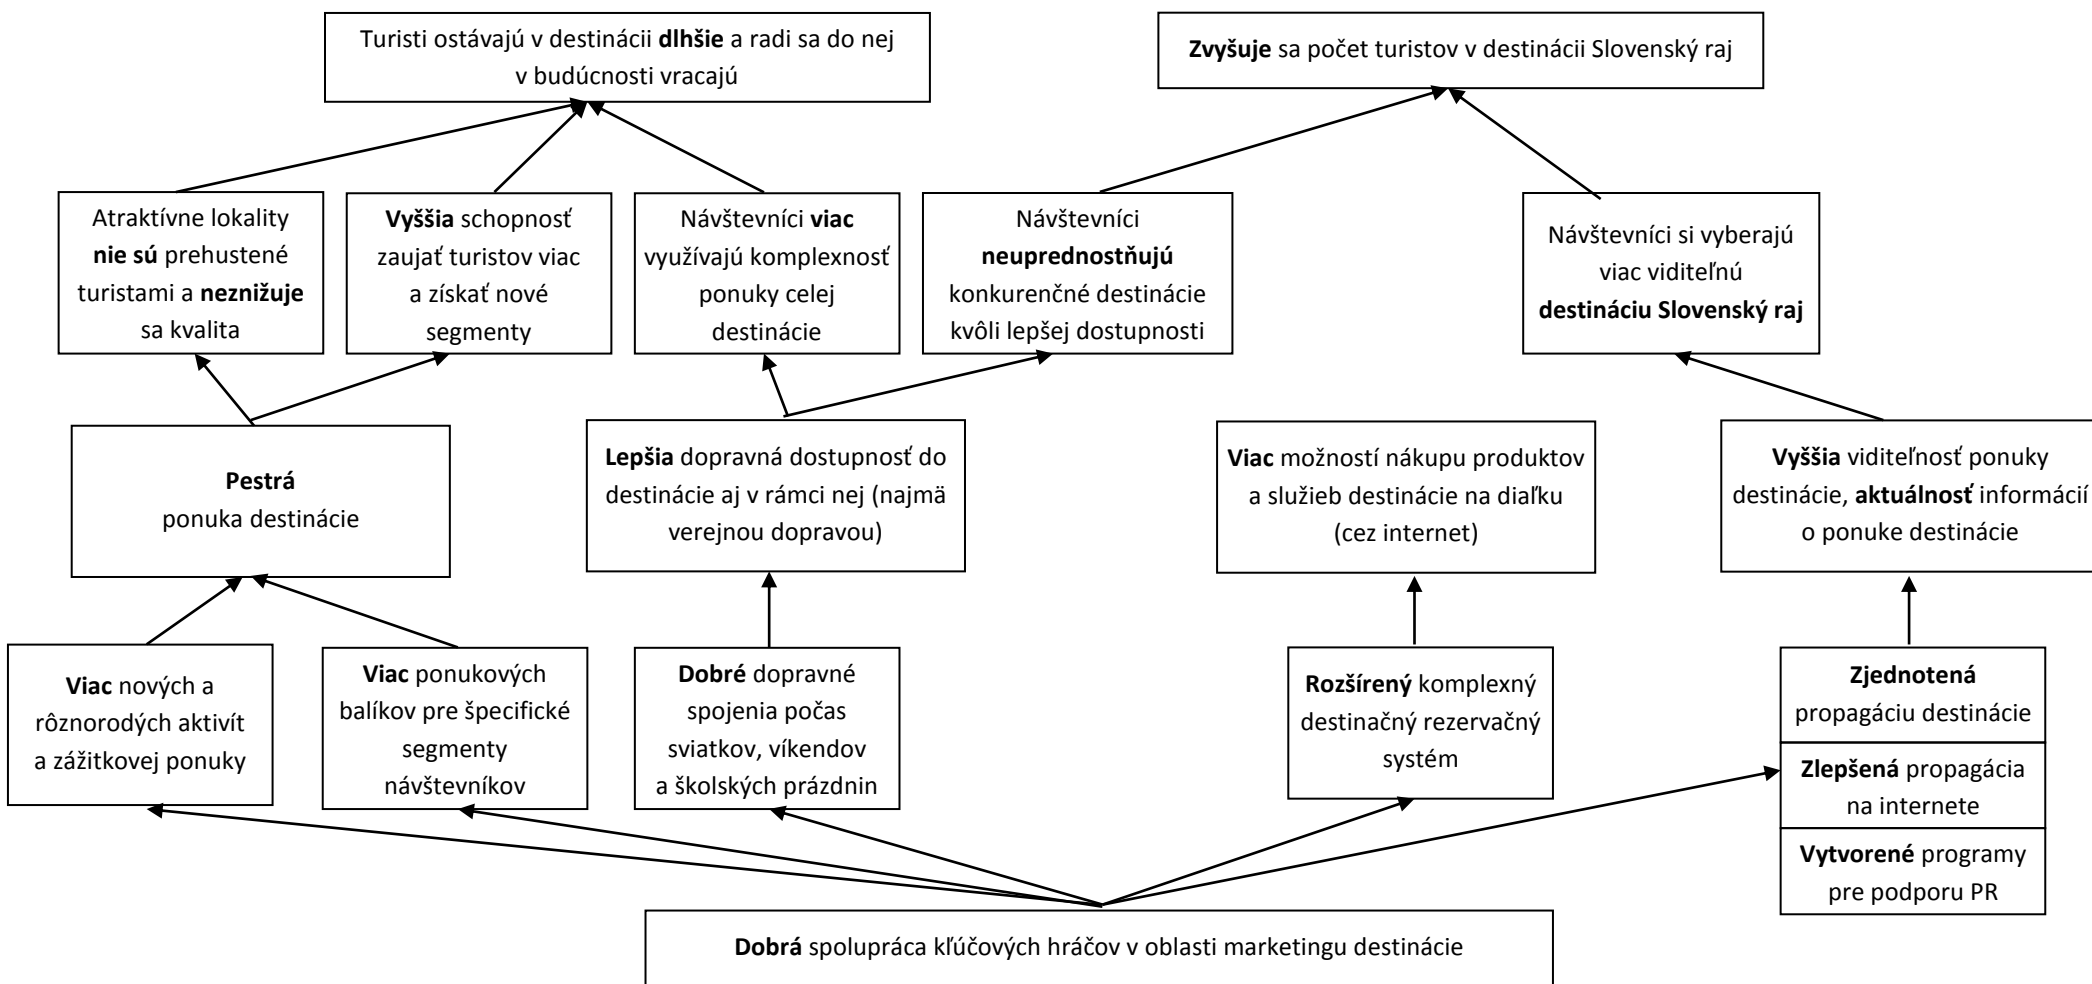 Turisti ostávajú v destinácii dlhšie a radi sa do nej
v budúcnosti vracajú
Zvyšuje sa počet turistov v destinácii Slovenský raj
Atraktívne lokality
nie sú prehustené
turistami a neznižuje
sa kvalita
Vyššia schopnosť
zaujať turistov viac
a získať nové
segmenty
Návštevníci viac
využívajú komplexnosť
ponuky celej
destinácie
Návštevníci
neuprednostňujú
konkurenčné destinácie
kvôli lepšej dostupnosti
Návštevníci si vyberajú
viac viditeľnú
destináciu Slovenský raj
Pestrá
ponuka destinácie
Lepšia dopravná dostupnosť do
destinácie aj v rámci nej (najmä
verejnou dopravou)
Viac možností nákupu produktov
a služieb destinácie na diaľku
(cez internet)
Vyššia viditeľnosť ponuky
destinácie, aktuálnosť informácií
o ponuke destinácie
Viac nových a
rôznorodých aktivít
a zážitkovej ponuky
Viac ponukových
balíkov pre špecifické
segmenty
návštevníkov
Dobré dopravné
spojenia počas
sviatkov, víkendov
a školských prázdnin
Rozšírený komplexný
destinačný rezervačný
systém
Zjednotená
propagáciu destinácie
Zlepšená propagácia
na internete
Vytvorené programy
pre podporu PR
Dobrá spolupráca kľúčových hráčov v oblasti marketingu destinácie